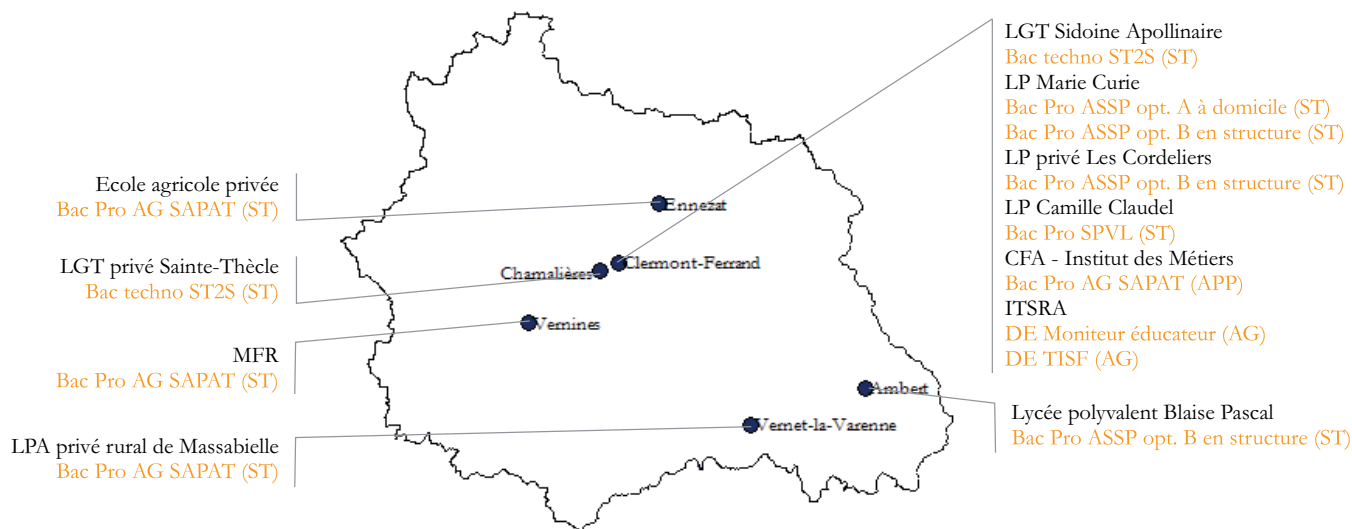 LGT Sidoine Apollinaire
Bac techno ST2S (ST)
LP Marie Curie
Bac Pro ASSP opt. A à domicile (ST)
Bac Pro ASSP opt. B en structure (ST)
LP privé Les Cordeliers
Bac Pro ASSP opt. B en structure (ST)
LP Camille Claudel
Bac Pro SPVL (ST)
CFA - Institut des Métiers
Bac Pro AG SAPAT (APP)
ITSRA
DE Moniteur éducateur (AG)
DE TISF (AG)
Ecole agricole privée
Bac Pro AG SAPAT (ST)
Ennezat
LGT privé Sainte-Thècle
Bac techno ST2S (ST)
Chamalières
Clermont-Ferrand
Vernines
MFR
Bac Pro AG SAPAT (ST)
Ambert
Lycée polyvalent Blaise Pascal
Bac Pro ASSP opt. B en structure (ST)
Vernet-la-Varenne
LPA privé rural de Massabielle
Bac Pro AG SAPAT (ST)